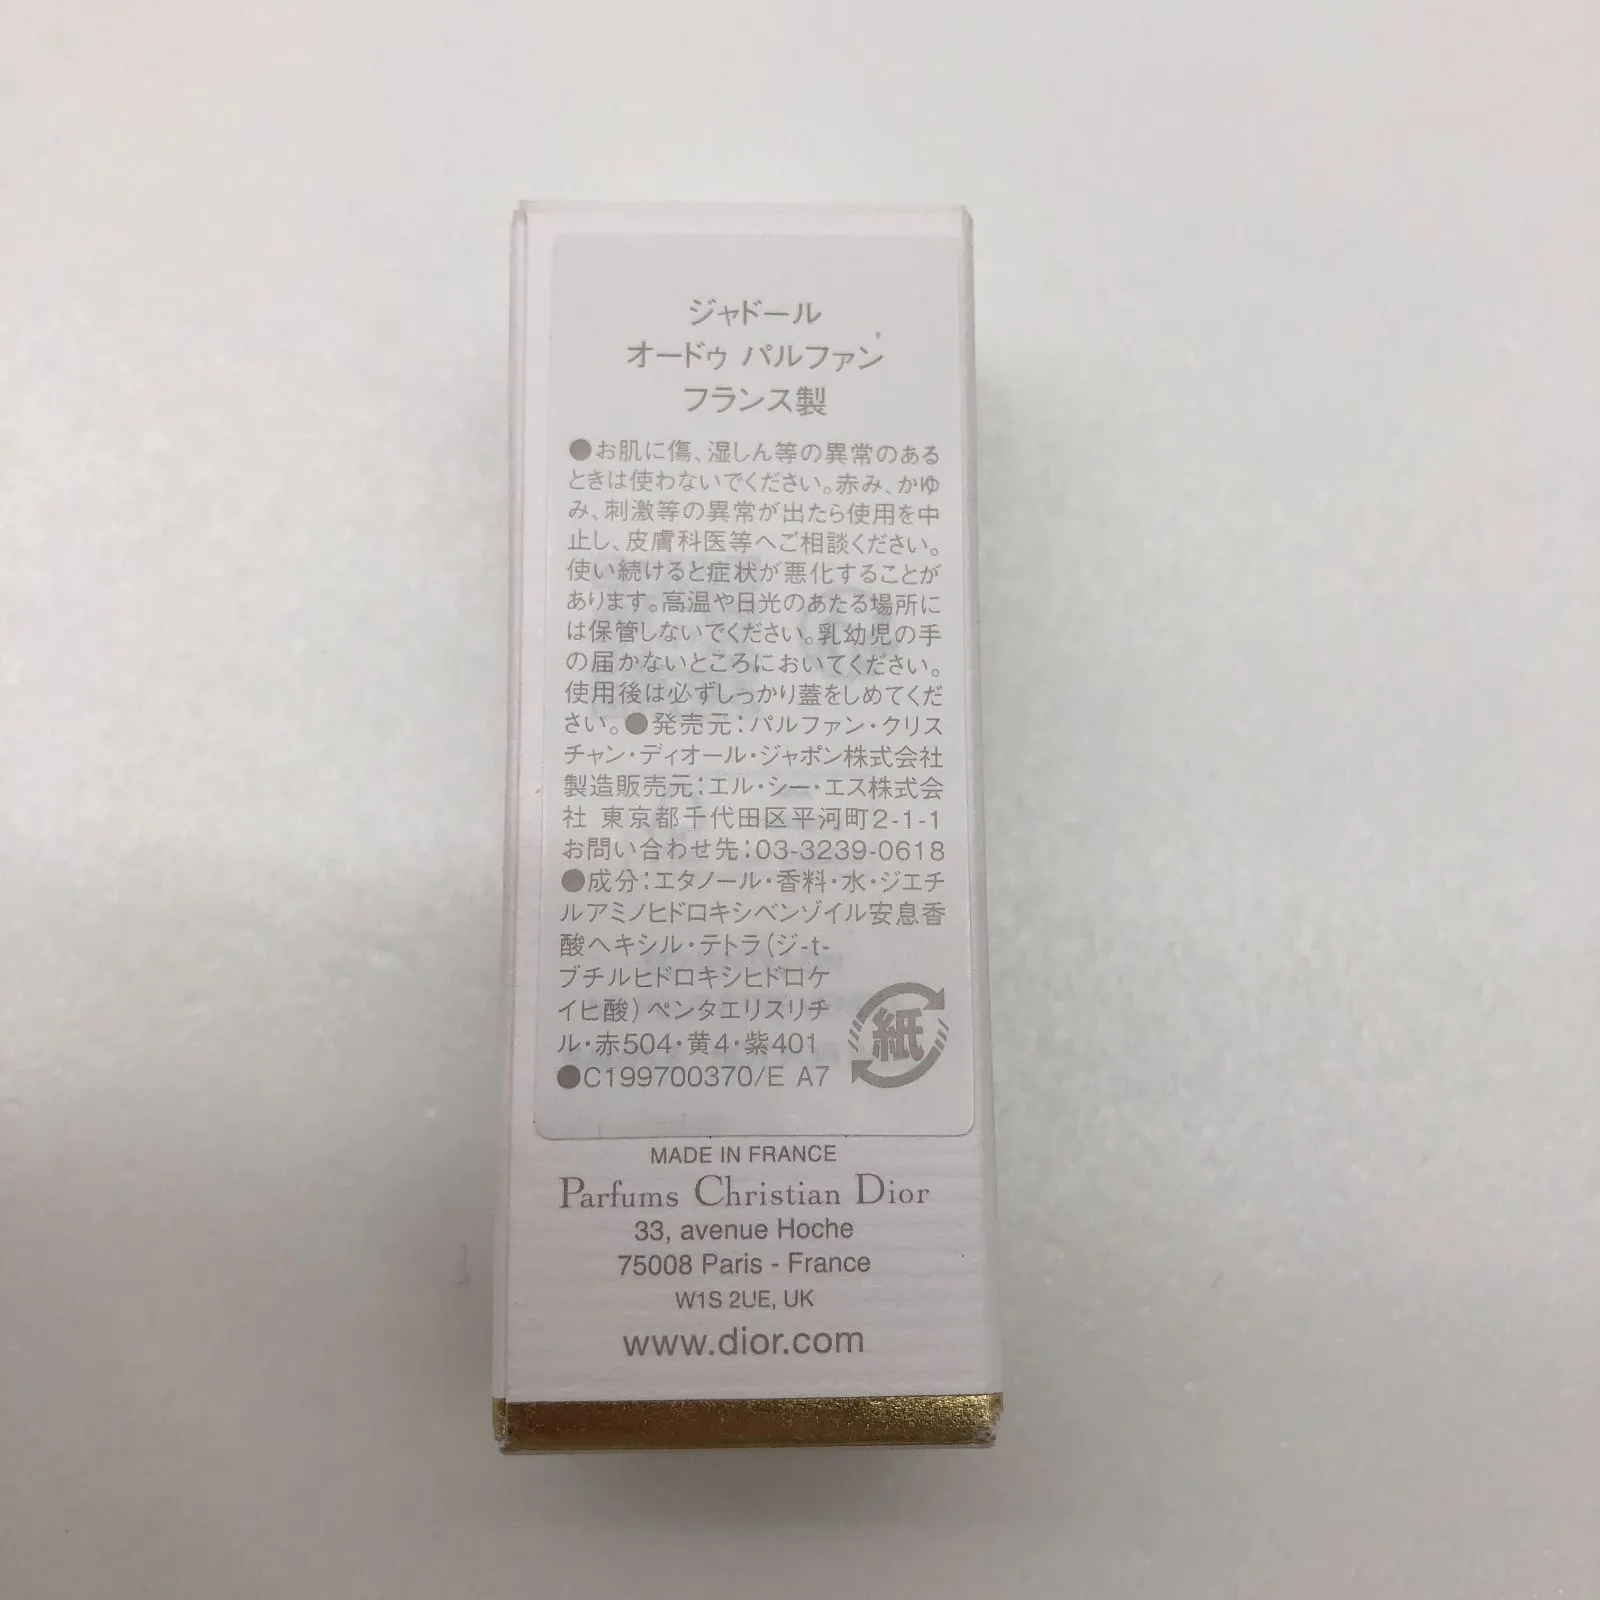 ジャドール
オードゥ パルファン
フランス製
●お肌に傷、湿しん等の異常のある
ときは使わないでください。赤み、かゆ
み、刺激等の異常が出たら使用を中
止し、皮膚科医等へご相談ください。
使い続けると症状が悪化することが
あります。高温や日光のあたる場所に
は保管しないでください。乳幼児の手
の届かないところにおいてください。
使用後は必ずしっかり蓋をしめてくだ
さい。●発売元：パルファン・クリス
チャン・ディオール・ジャポン株式会社
製造販売元：エル・シー・エス株式会
社 東京都千代田区平河町2-1-1
お問い合わせ先：03-3239-0618
●成分：エタノール・香料・水・ジエチ
ルアミノヒドロキシベンゾイル安息香
酸ヘキシル・テトラ(ジ-t-
ブチルヒドロキシヒドロケ
イヒ酸)ペンタエリスリチ
ル・赤504・黄4・紫401
●C199700370/E A7
紙
MADE IN FRANCE
Parfums Christian Dior
33, avenue Hoche
75008 Paris - France
W1S 2UE, UK
www.dior.com